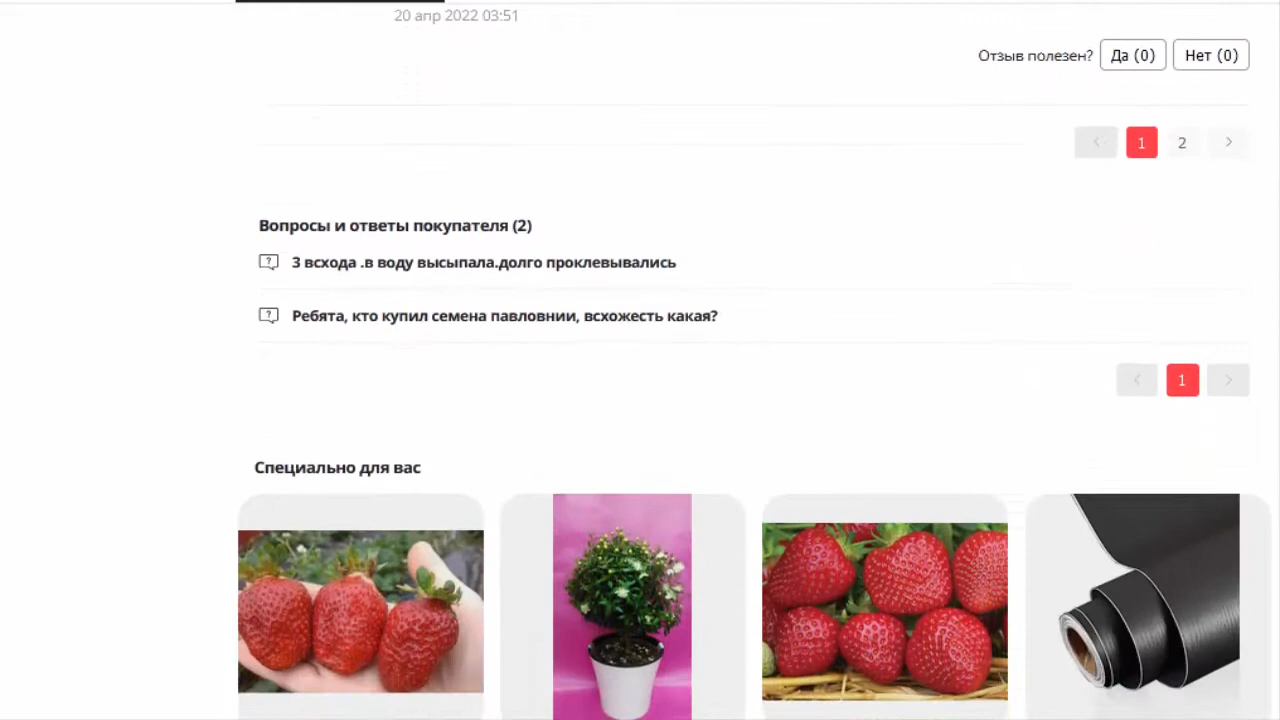 20 апр 2022 03:51
Отзыв полезен? Да (0) Нет (0)
1 2
Вопросы и ответы покупателя (2)
3 всхода .в воду высыпала.долго проклевывались
Ребята, кто купил семена павловнии, всхожесть какая?
1
Специально для вас